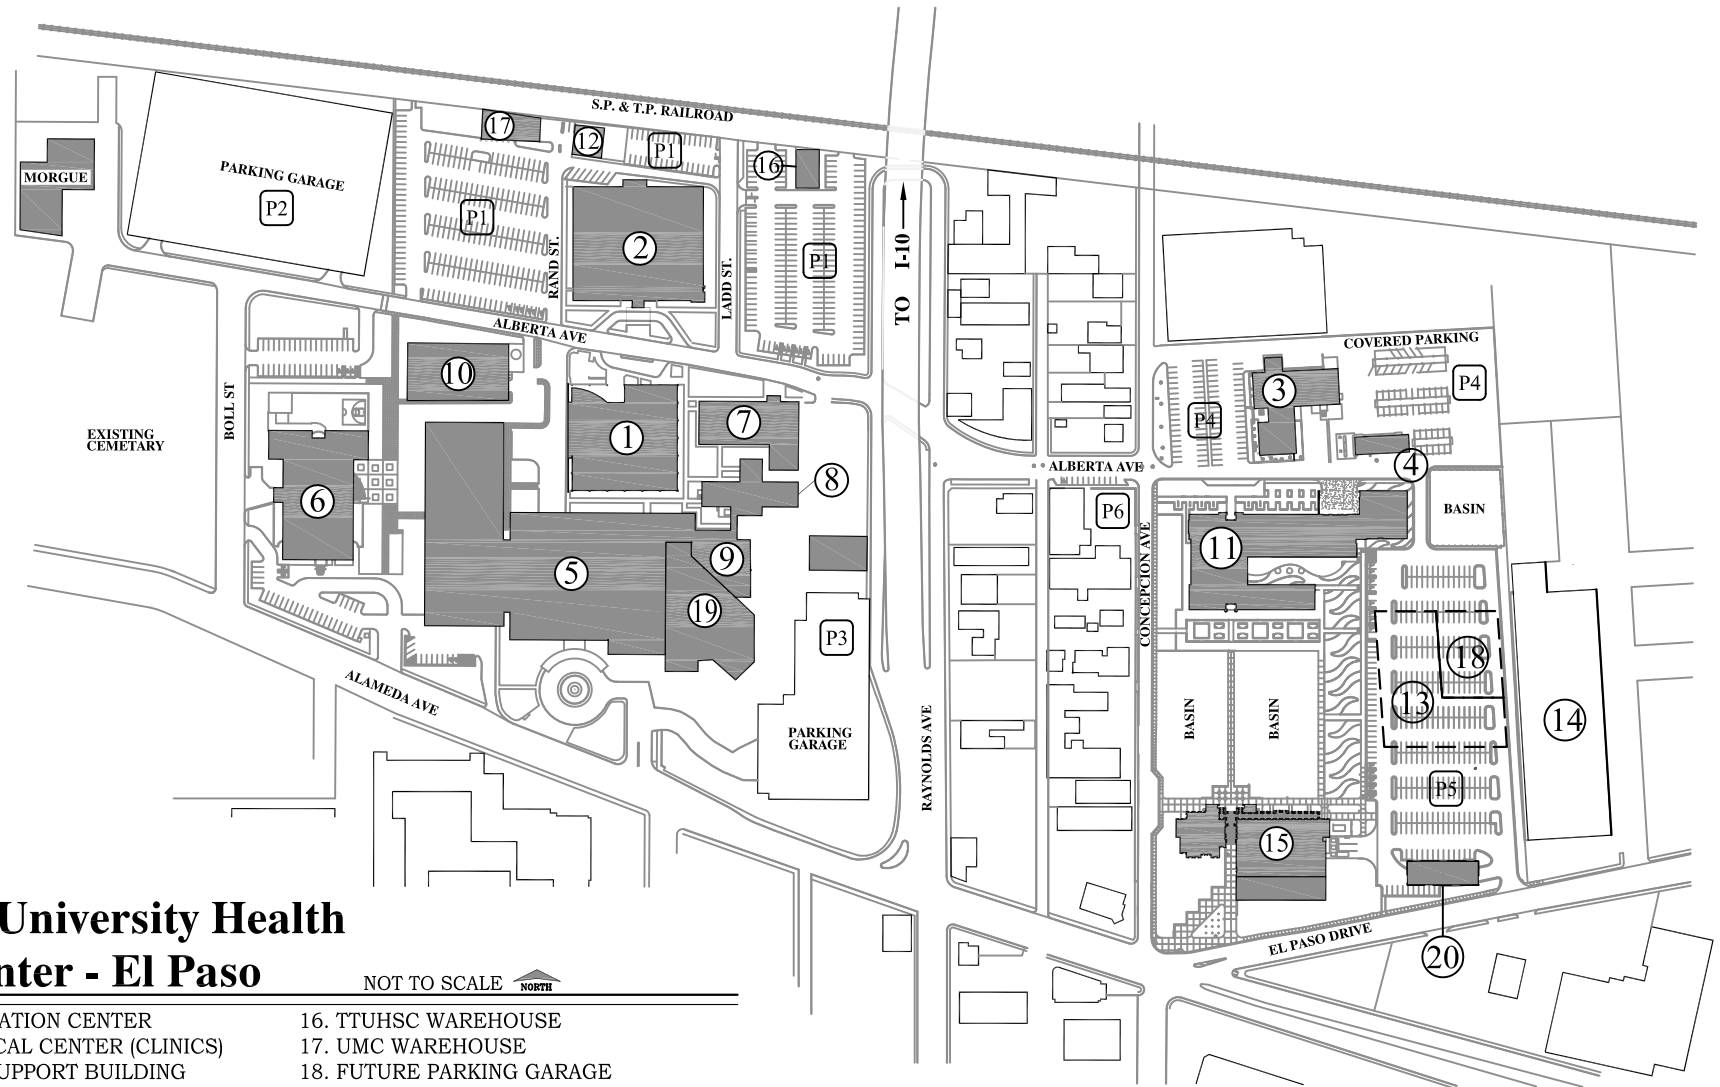 S.P. & T.P. RAILROAD
17
12
P1
16
MORGUE
PARKING GARAGE
P2
P1
2
P1
RAND ST.
LADD ST.
TO I-10
ALBERTA AVE
COVERED PARKING
10
3
P4
P4
BOLL ST
EXISTING
CEMETARY
1
7
ALBERTA AVE
4
6
8
P6
BASIN
CONCEPCION AVE
11
5
9
19
P3
18
13
14
ALAMEDA AVE
BASIN
BASIN
RAYNOLDS AVE
PARKING
GARAGE
P5
15
EL PASO DRIVE
20
University Health
nter - El Paso
NOT TO SCALE
NORTH
ATION CENTER
16. TTUHSC WAREHOUSE
CAL CENTER (CLINICS)
17. UMC WAREHOUSE
UPPORT BUILDING
18. FUTURE PARKING GARAGE